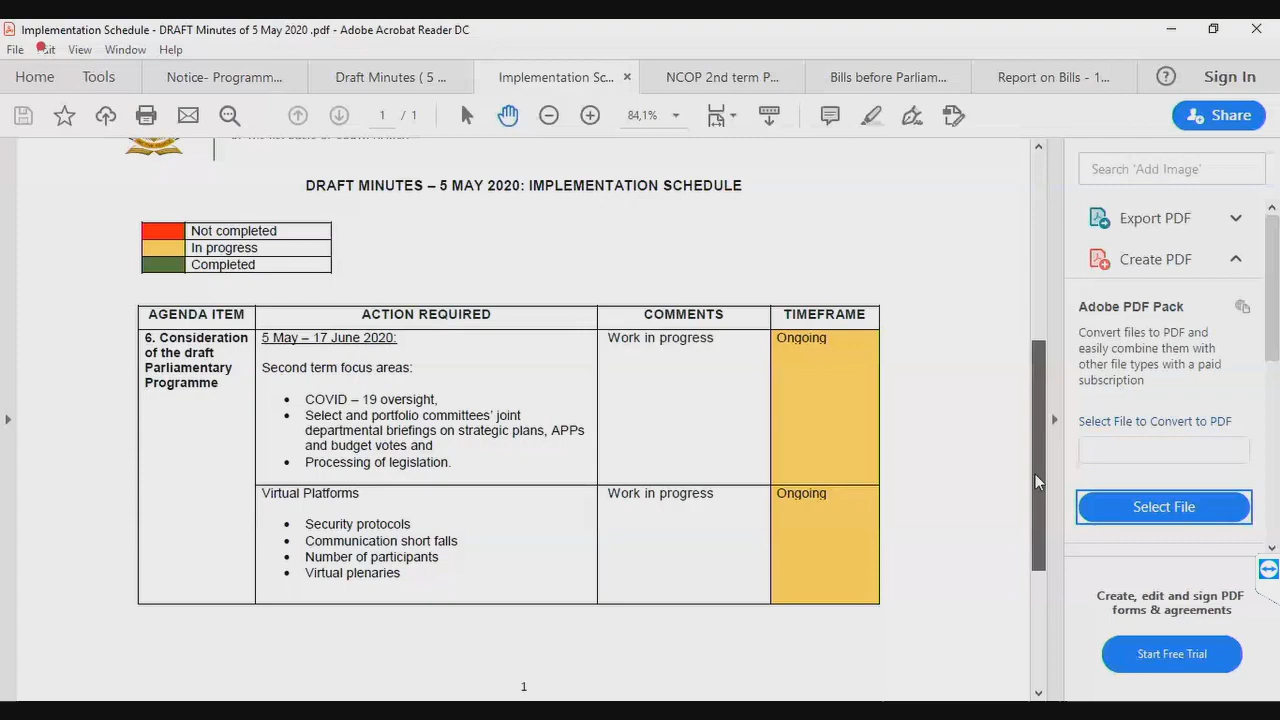 Implementation Schedule - DRAFT Minutes of 5 May 2020 .pdf - Adobe Acrobat Reader DC
File Edit View Window Help
Home Tools Notice- Programm... Draft Minutes ( 5 ... Implementation Sc... × NCOP 2nd term P... Bills before Parliam... Report on Bills - 1... Sign In
1 / 1 84,1% Share
DRAFT MINUTES – 5 MAY 2020: IMPLEMENTATION SCHEDULE
Not completed
In progress
Completed
AGENDA ITEM ACTION REQUIRED COMMENTS TIMEFRAME
6. Consideration
of the draft
Parliamentary
Programme
5 May – 17 June 2020:
Second term focus areas:
• COVID – 19 oversight,
• Select and portfolio committees' joint
departmental briefings on strategic plans, APPs
and budget votes and
• Processing of legislation.
Work in progress
Ongoing
Virtual Platforms
• Security protocols
• Communication short falls
• Number of participants
• Virtual plenaries
Work in progress
Ongoing
1
Search 'Add Image'
Export PDF
Create PDF
Adobe PDF Pack
Convert files to PDF and
easily combine them with
other file types with a paid
subscription
Select File to Convert to PDF
Select File
Create, edit and sign PDF
forms & agreements
Start Free Trial